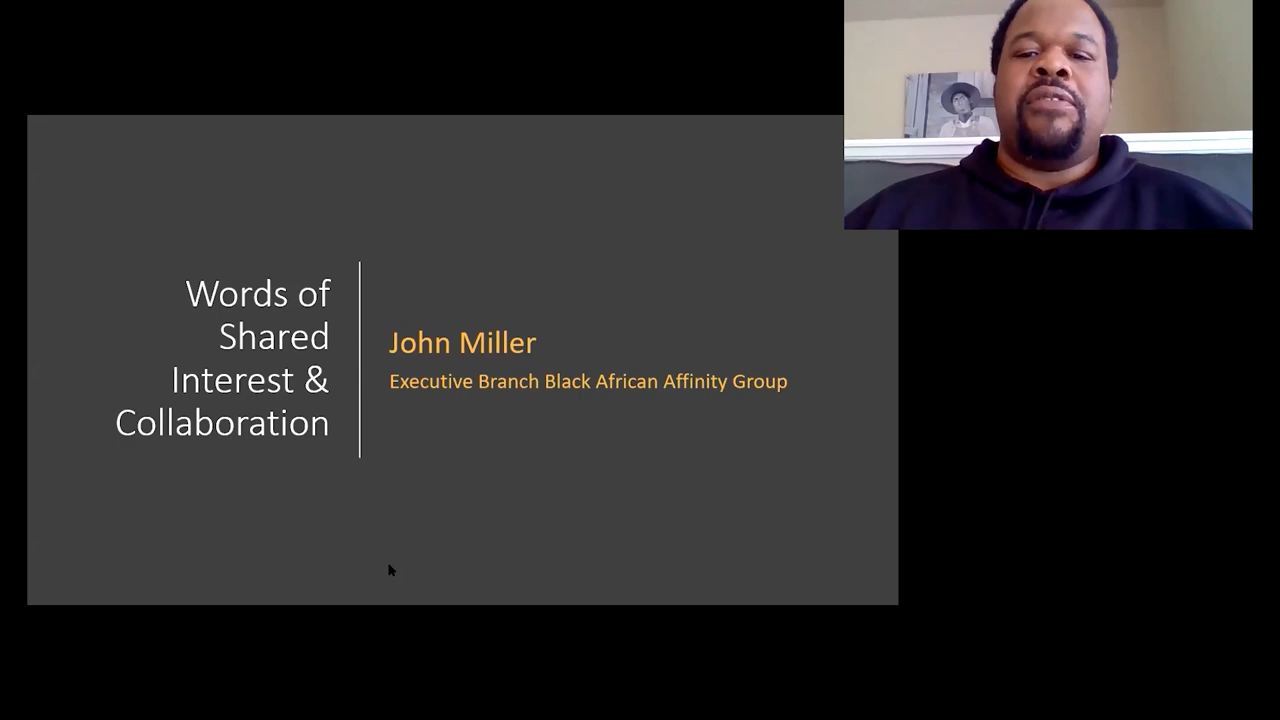 Words of
Shared
Interest &
Collaboration
John Miller
Executive Branch Black African Affinity Group